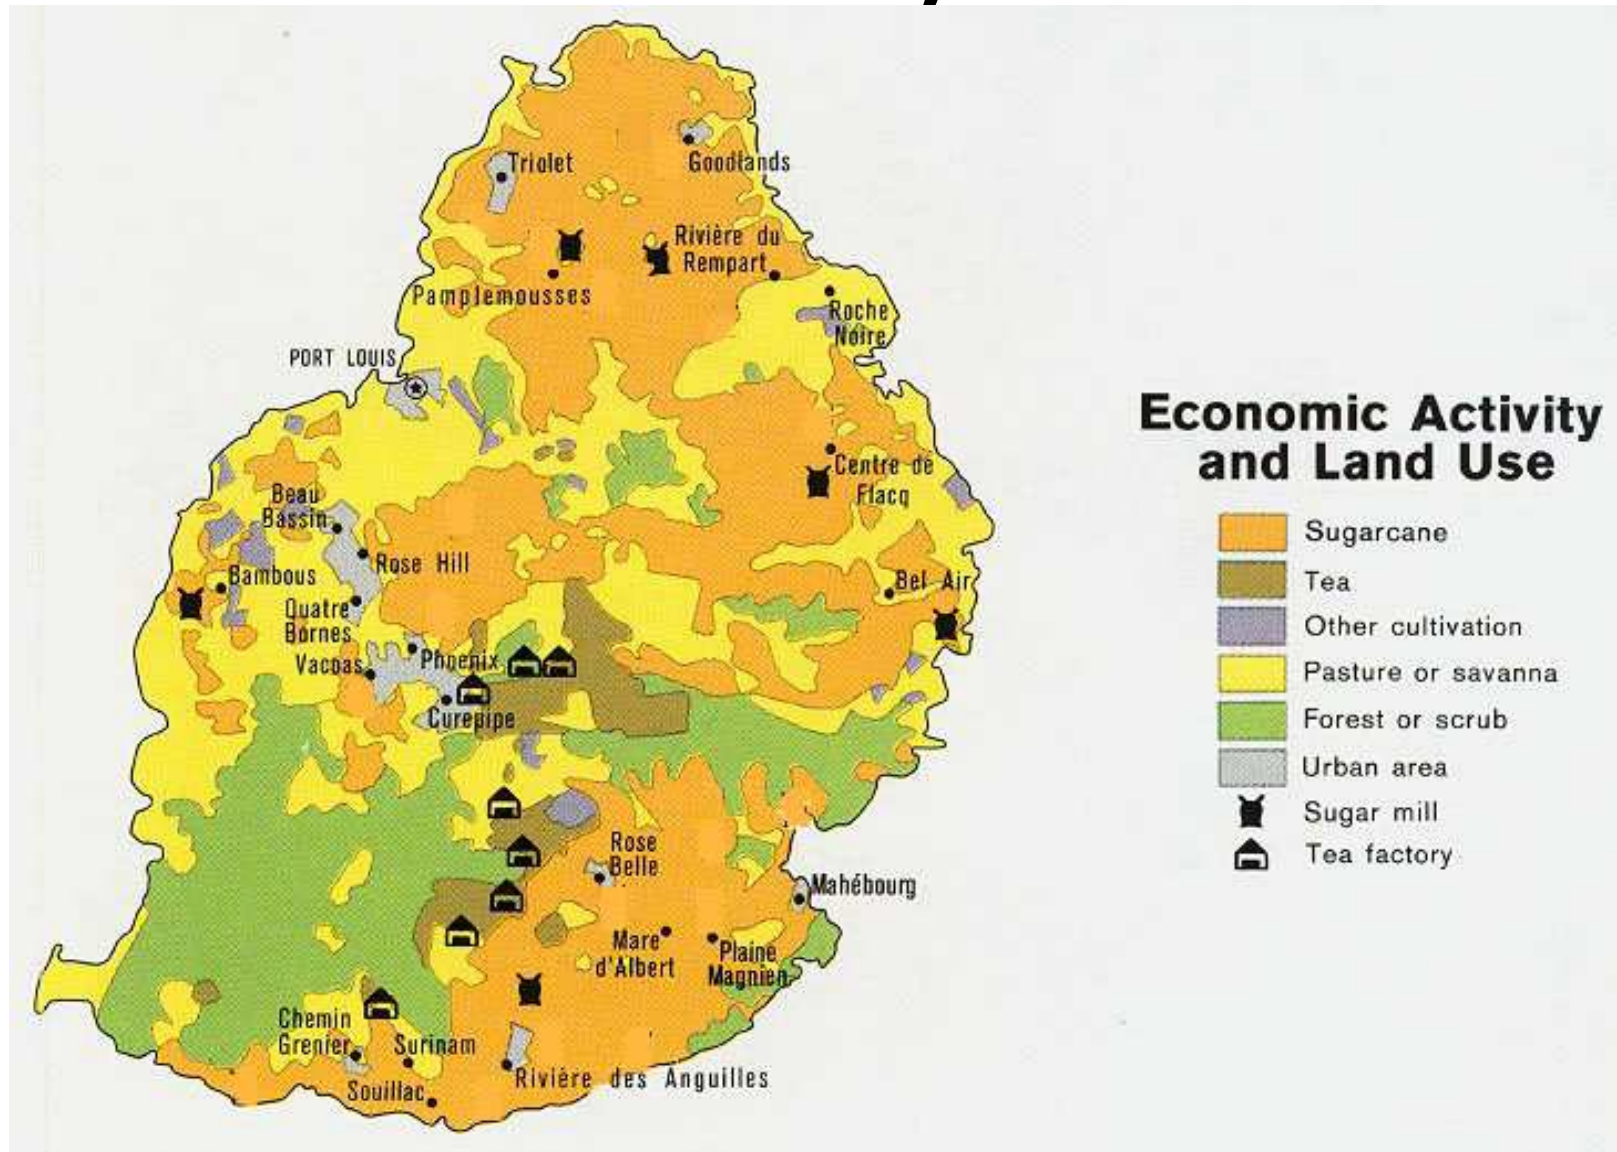 Triolet
Goodlands
Rivière du
Rempart
Pamplemousses
Roche
Noire
PORT LOUIS
Economic Activity
and Land Use
Centre de
Flacq
Beau
Bassin
Rose Hill
Bambous
Bel Air
Quatre
Bornes
Vacoas
Phoenix
Curepipe
Sugarcane
Tea
Other cultivation
Pasture or savanna
Forest or scrub
Urban area
Sugar mill
Tea factory
Rose
Belle
Mahébourg
Mare
d'Albert
Plaine
Magnien
Chemin
Grenier
Surinam
Souillac
Rivière des Anguilles